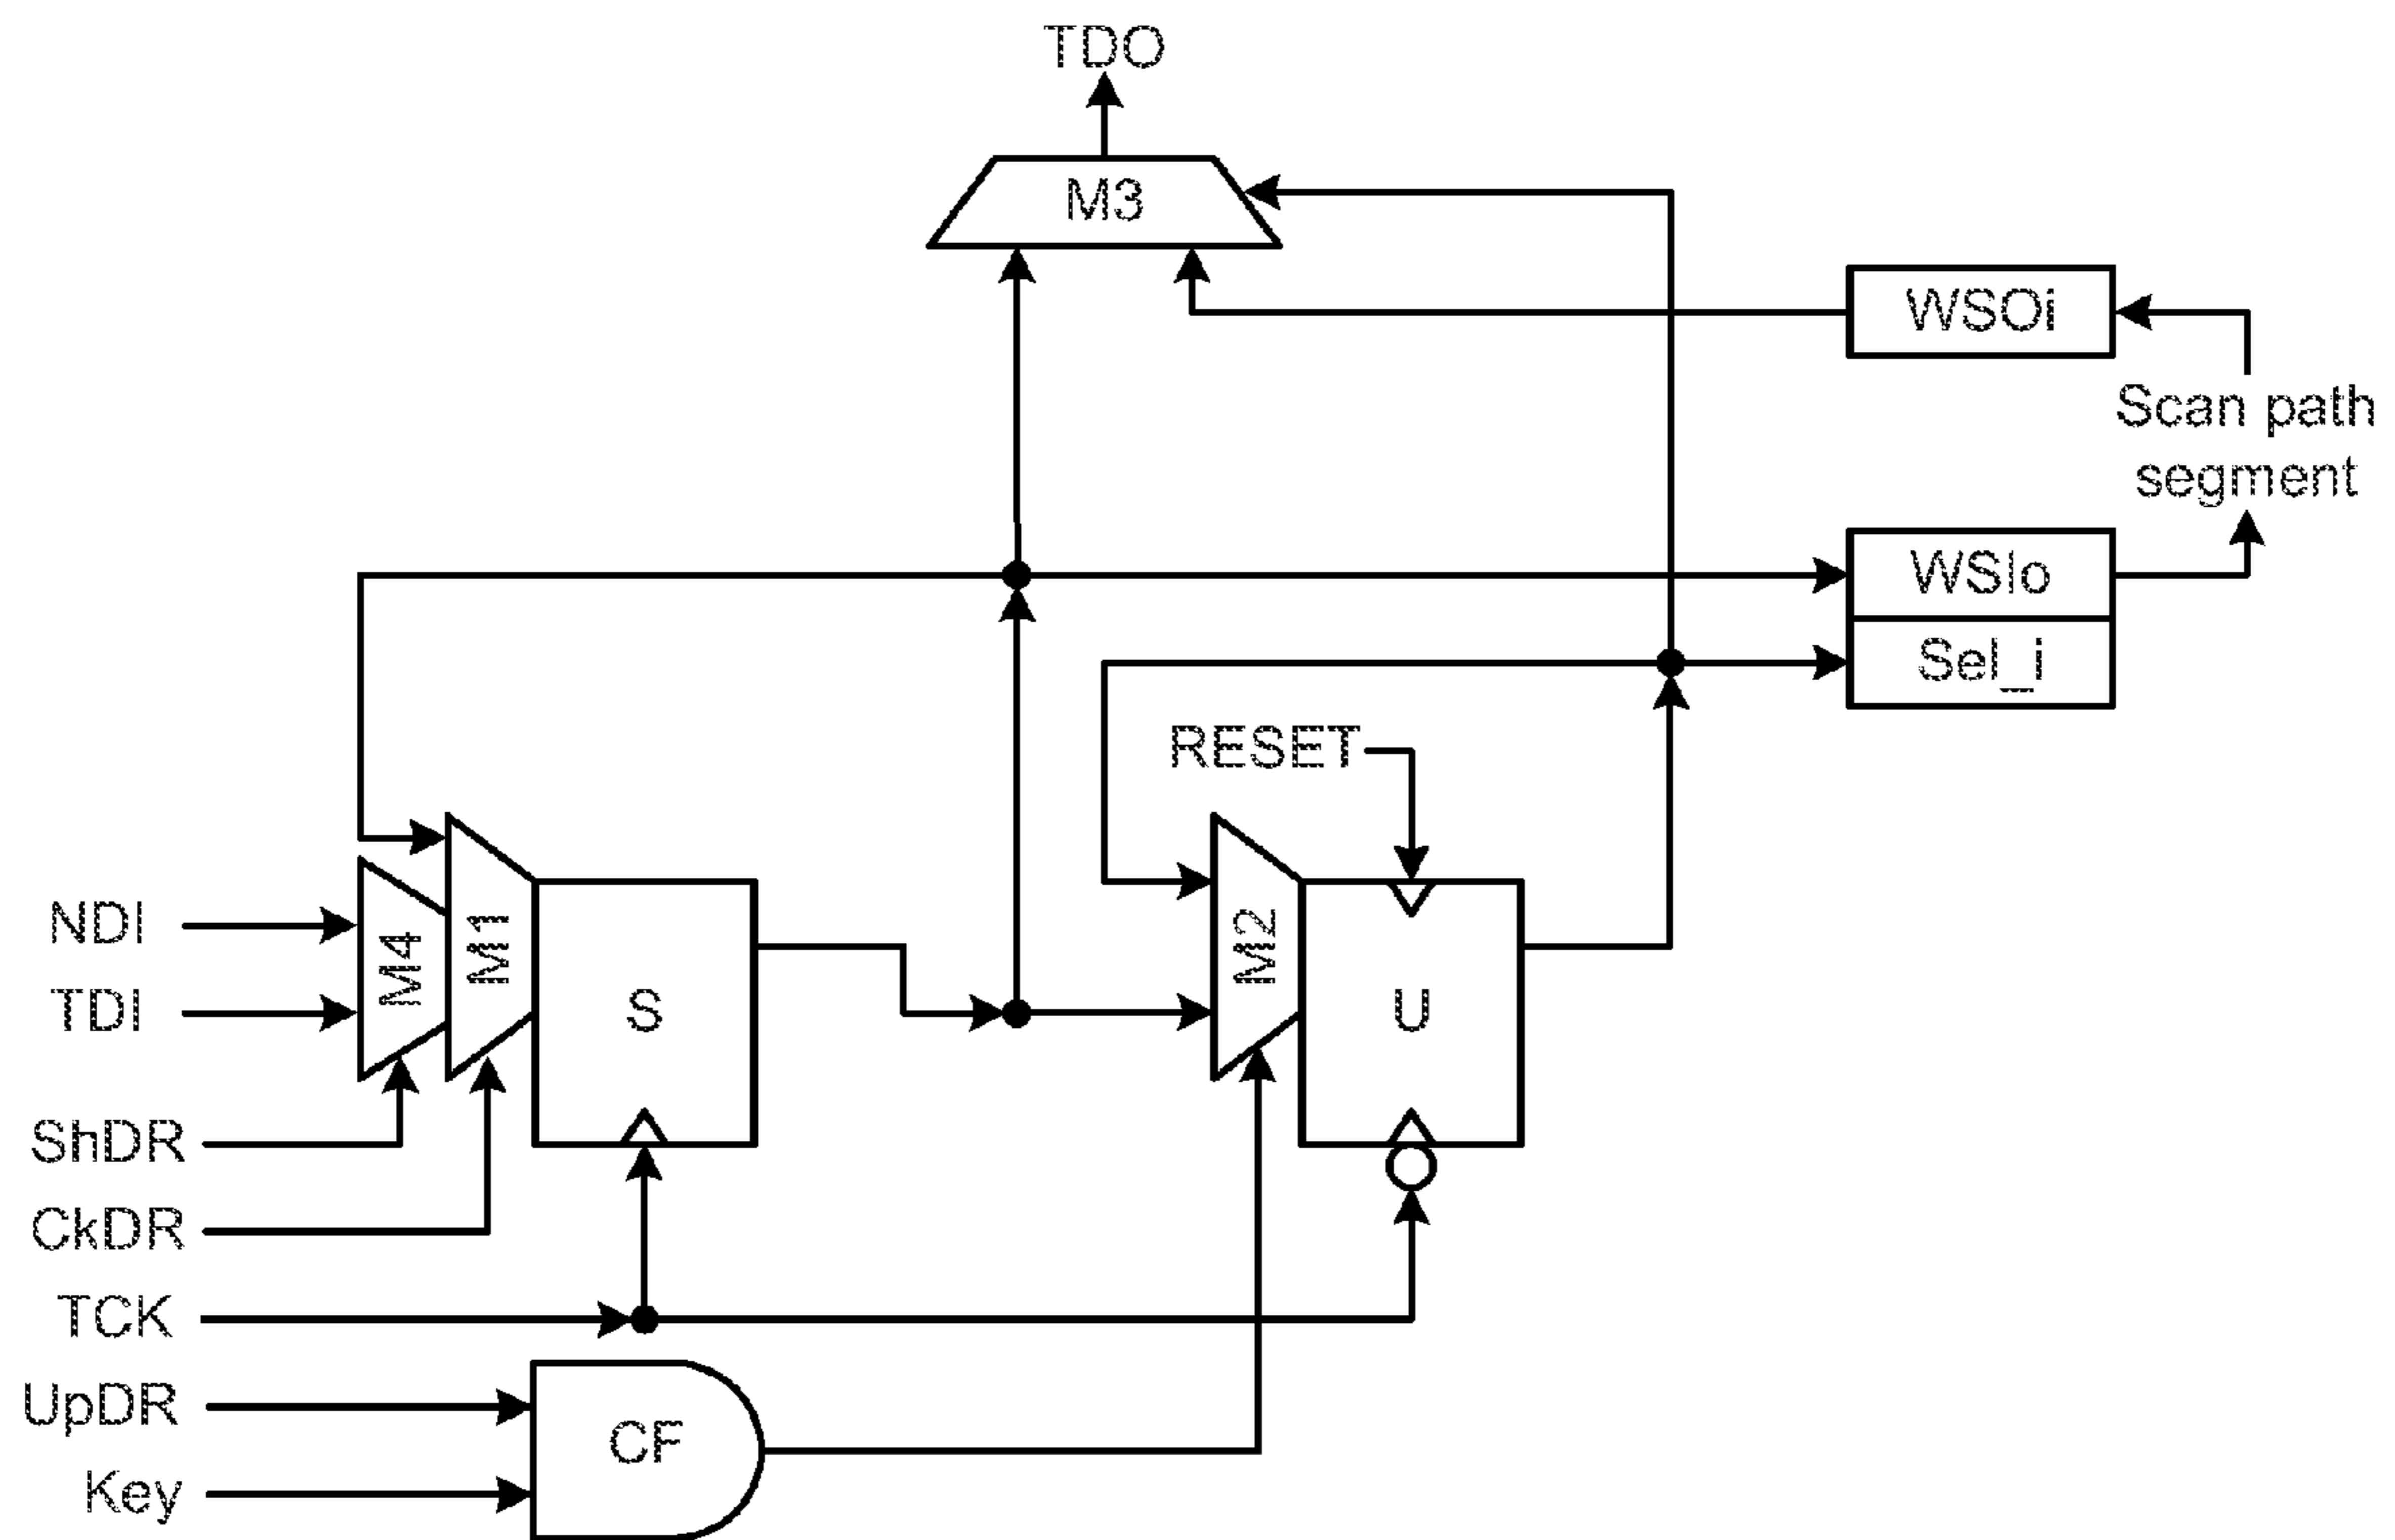 TDO
M3
WSOi
Scan path
segment
WSIo
Sel_i
RESET
NDI
TDI
M4
M1
S
M2
U
ShDR
CkDR
TCK
UpDR
Key
CF